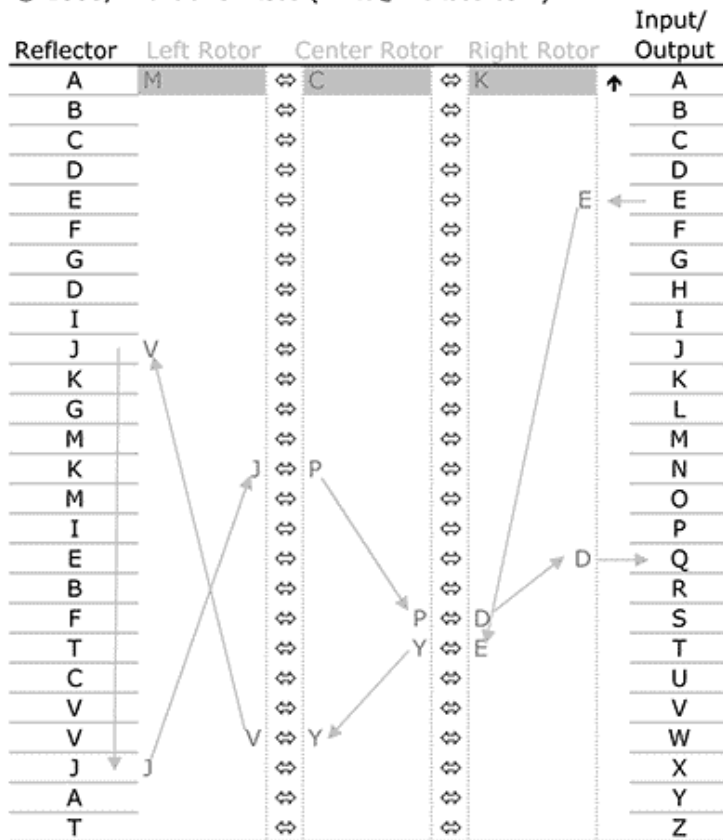 Input/
Reflector Left Rotor Center Rotor Right Rotor Output
A M ⇔ C ⇔ K ↑ A
B ⇔ ⇔ B
C ⇔ ⇔ C
D ⇔ ⇔ D
E ⇔ ⇔ E E
F ⇔ ⇔ F
G ⇔ ⇔ G
D ⇔ ⇔ H
I ⇔ ⇔ I
J V ⇔ ⇔ J
K ⇔ ⇔ K
G ⇔ ⇔ L
M ⇔ ⇔ M
K J ⇔ P ⇔ N
M ⇔ ⇔ O
I ⇔ ⇔ P
E ⇔ ⇔ D Q
B ⇔ ⇔ R
F ⇔ P ⇔ D S
T ⇔ Y ⇔ E T
C ⇔ ⇔ U
V ⇔ ⇔ V
V V ⇔ Y ⇔ W
J J ⇔ ⇔ X
A ⇔ ⇔ Y
T ⇔ ⇔ Z